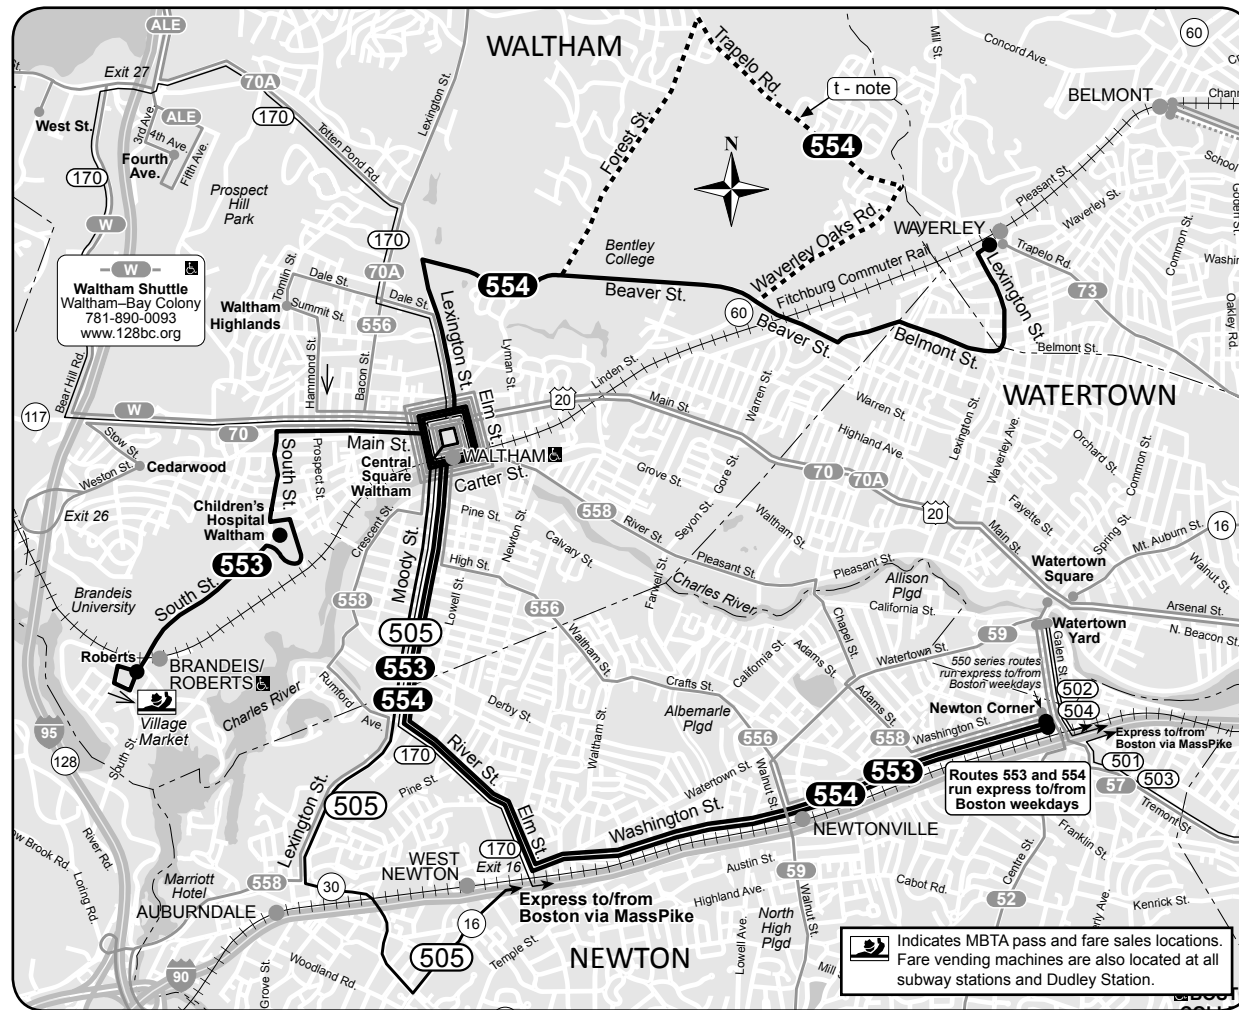 ALE
WALTHAM
60
Mill St.
Concord Ave.
Exit 27
70A
170
Lexington St.
Trapelo Rd.
t - note
BELMONT
West St.
3rd Ave.
ALE
4th Ave.
Fifth Ave.
Fourth
Ave.
Totten Pond Rd.
Forest St.
554
N
Pleasant St.
School
170
Prospect
Hill
Park
W
170
70A
Bentley
College
Waverley Oaks Rd.
WAVERLEY
Waverley St.
Common St.
Trapelo Rd.
73
W
Waltham Shuttle
Waltham–Bay Colony
781-890-0093
www.128bc.org
Tomlin St.
Dale St.
Dale St.
Summit St.
Waltham
Highlands
556
554
Beaver St.
60
Beaver St.
Fitchburg Commuter Rail
Lexington St.
Belmont St.
Belmont St.
Oakley Rd.
Bear Hill Rd.
Hammond St.
Bacon St.
Lexington St.
Lyman St.
Elm St.
Linden St.
20
Main St.
Warren St.
Warren St.
WATERTOWN
117
W
70
Main St.
Central
Square
Waltham
WALTHAM
Carter St.
Highland Ave.
Lexington St.
Waverley Ave.
Orchard St.
Common St.
Stow St.
Weston St.
Cedarwood
South St.
Prospect St.
Grove St.
Gore St.
Seyon St.
70
70A
20
Exit 26
Children's
Hospital
Waltham
Crescent St.
Pine St.
Newton St.
558
River St.
Waltham St.
Main St.
Fayette St.
Spring St.
Mt. Auburn St.
16
553
Moody St.
High St.
Calvary St.
Farwell St.
Pleasant St.
Pleasant St.
Charles River
Allison
Plgd
California St.
Watertown
Square
Walnut St.
Arsenal St.
Brandeis
University
South St.
558
Lowell St.
556
Waltham St.
Chapel St.
59
Watertown
Yard
N. Beacon St.
505
553
554
Roberts
BRANDEIS/
ROBERTS
Village
Market
Charles River
Rumford
Ave.
Crafts St.
California St.
Adams St.
Adams St.
Watertown St.
550 series routes
run express to/from
Boston weekdays
Galen St.
502
504
Newton Corner
Derby St.
Albemarle
Plgd
556
558
Washington St.
Express to/from
Boston via MassPike
95
128
South St.
170
River St.
Waltham St.
Watertown St.
Walnut St.
553
554
Routes 553 and 554
run express to/from
Boston weekdays
501
503
57
Tremont St
Lexington St.
505
Pine St.
Elm St.
Washington St.
NEWTONVILLE
Franklin St.
River Rd.
Loring Rd.
Marriott
Hotel
558
30
WEST
NEWTON
170
Exit 16
Austin St.
59
Cabot Rd.
Centre St.
52
Kenrick St.
AUBURNDALE
16
Express to/from
Boston via MassPike
Highland Ave.
Lowell Ave.
North
High
Plgd
Walnut St.
90
Grove St.
Woodland Rd.
505
Temple St.
NEWTON
Indicates MBTA pass and fare sales locations.
Fare vending machines are also located at all
subway stations and Dudley Station.